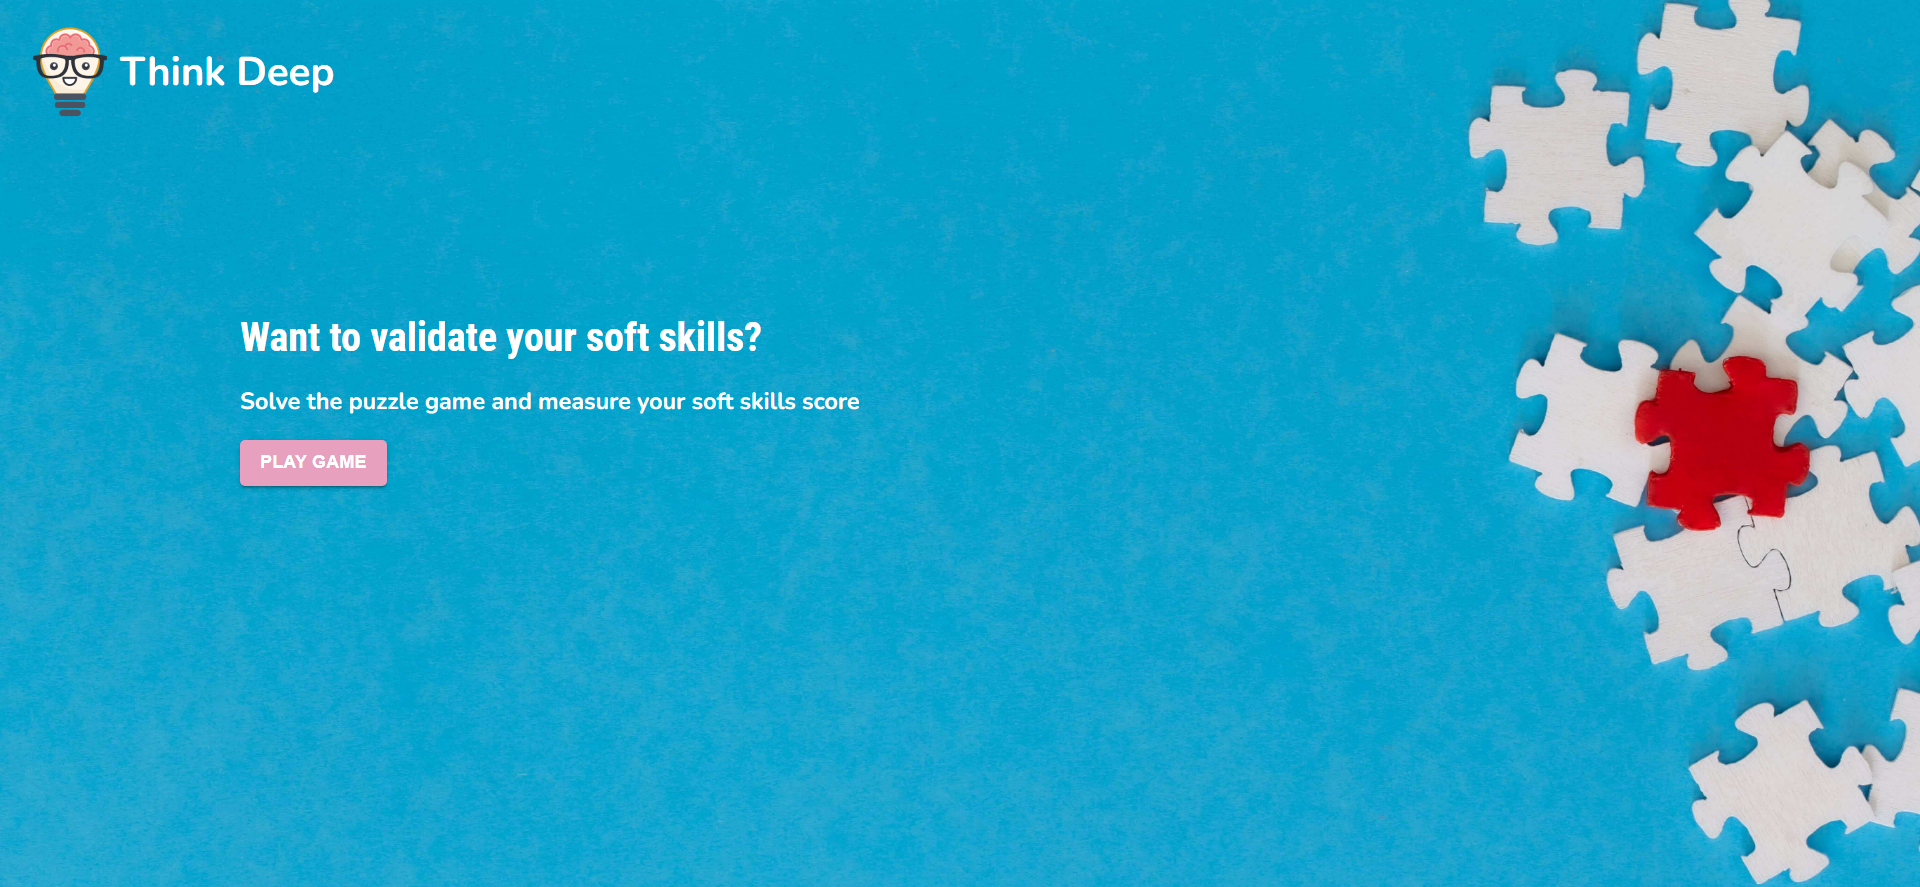 Think Deep
Want to validate your soft skills?
Solve the puzzle game and measure your soft skills score
PLAY GAME